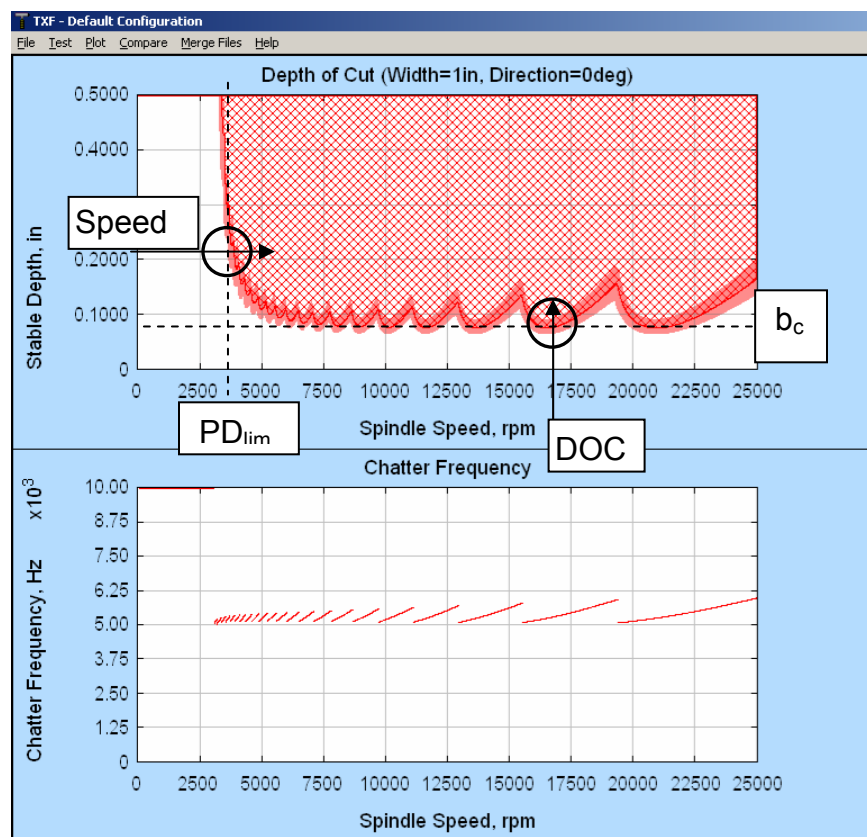 TXF - Default Configuration
File Test Plot Compare Merge Files Help
Depth of Cut (Width=1in, Direction=0deg)
Stable Depth, in
0.5000
0.4000
0.2000
0.1000
0
Speed
b_c
0 2500 5000 7500 10000 12500 15000 17500 20000 22500 25000
Spindle Speed, rpm
PD_lim
DOC
Chatter Frequency
Chatter Frequency, Hz x10³
10.00
8.75
7.50
6.25
5.00
3.75
2.50
1.25
0
0 2500 5000 7500 10000 12500 15000 17500 20000 22500 25000
Spindle Speed, rpm